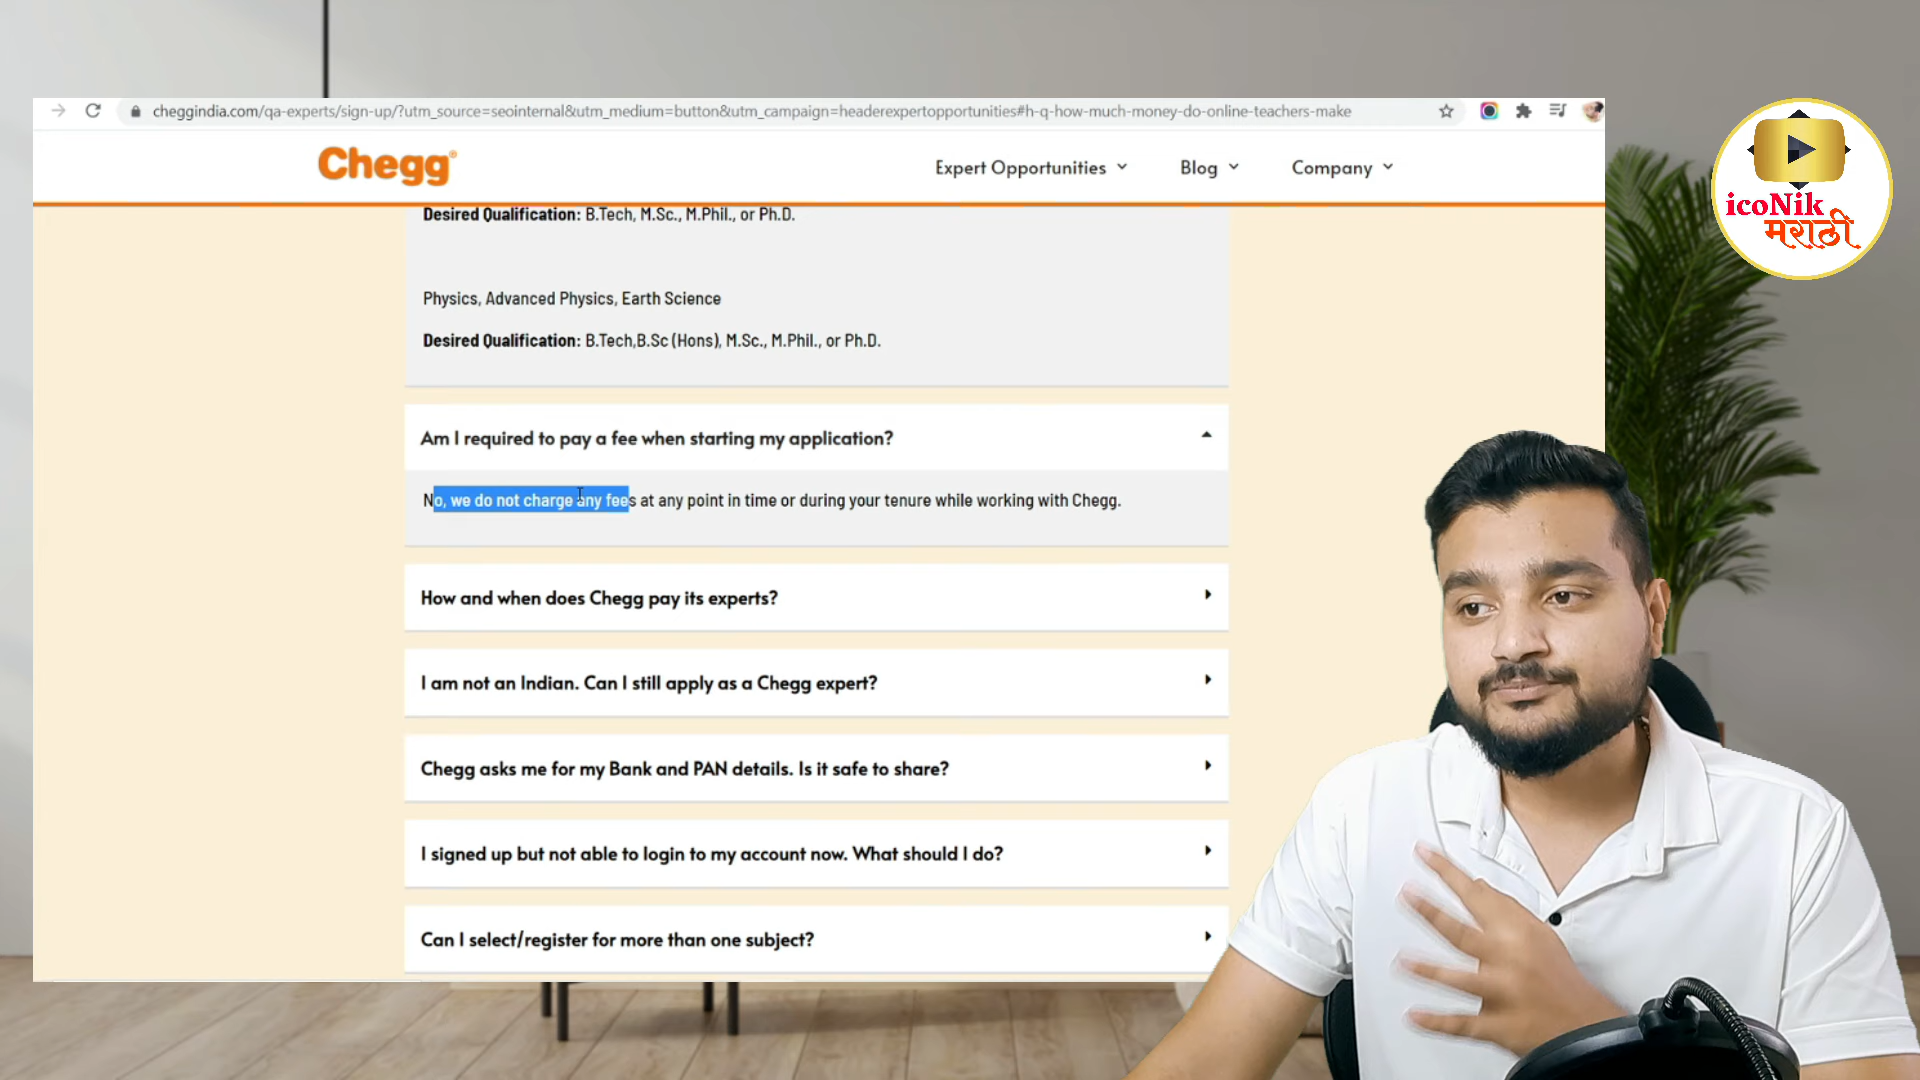 cheggindia.com/qa-experts/sign-up/?utm_source=seointernal&utm_medium=button&utm_campaign=headerexpertopportunities#h-q-how-much-money-do-online-teachers-make
Chegg®
Expert Opportunities
Blog
Company
icoNik
मराठी
Desired Qualification: B.Tech, M.Sc., M.Phil., or Ph.D.
Physics, Advanced Physics, Earth Science
Desired Qualification: B.Tech,B.Sc (Hons), M.Sc., M.Phil., or Ph.D.
Am I required to pay a fee when starting my application?
No, we do not charge any fees at any point in time or during your tenure while working with Chegg.
How and when does Chegg pay its experts?
I am not an Indian. Can I still apply as a Chegg expert?
Chegg asks me for my Bank and PAN details. Is it safe to share?
I signed up but not able to login to my account now. What should I do?
Can I select/register for more than one subject?